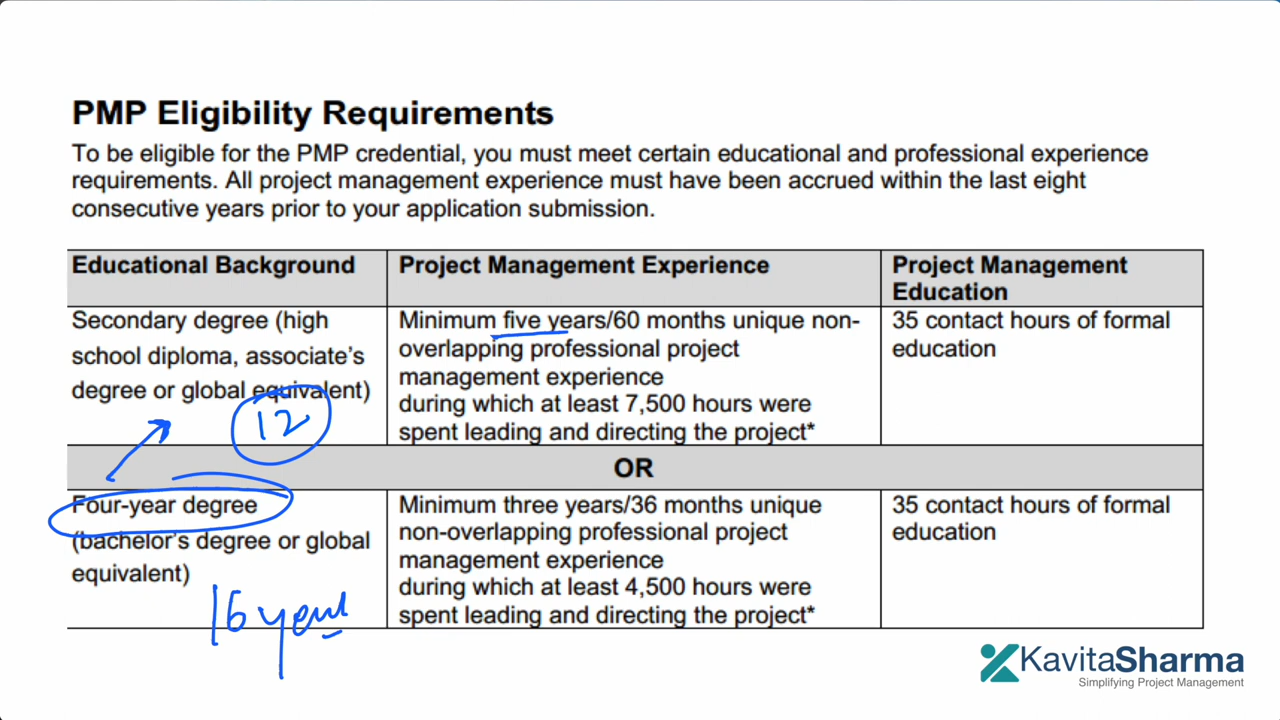 PMP Eligibility Requirements
To be eligible for the PMP credential, you must meet certain educational and professional experience
requirements. All project management experience must have been accrued within the last eight
consecutive years prior to your application submission.
Educational Background
Project Management Experience
Project Management
Education
Secondary degree (high
school diploma, associate's
degree or global equivalent)
12
Minimum five years/60 months unique non-
overlapping professional project
management experience
during which at least 7,500 hours were
spent leading and directing the project*
35 contact hours of formal
education
OR
Four-year degree
(bachelor's degree or global
equivalent)
16 years
Minimum three years/36 months unique
non-overlapping professional project
management experience
during which at least 4,500 hours were
spent leading and directing the project*
35 contact hours of formal
education
KavitaSharma
Simplifying Project Management